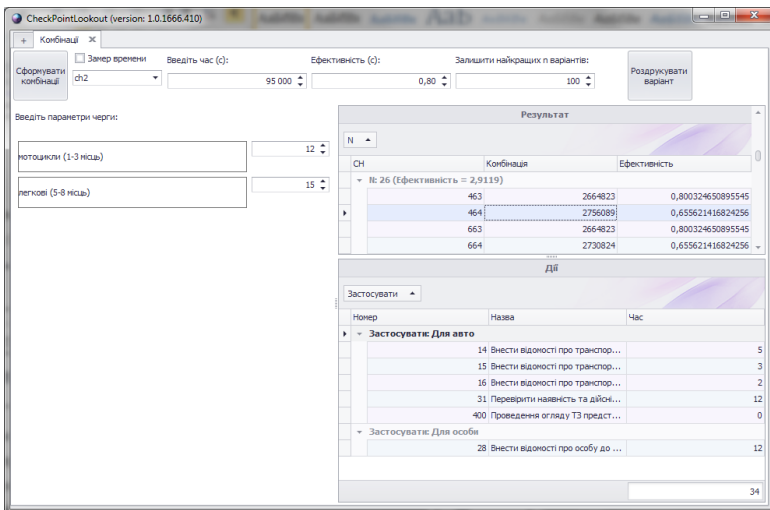 CheckPointLookout (version: 1.0.1666.410)
+ Комбінації
Сформувати комбінації
Замер времени
ch2
Введіть час (с):
95 000
Ефективність (с):
0,80
Залишити найкращих n варіантів:
100
Роздрукувати варіант
Введіть параметри черги:
мотоцикли (1-3 місць) 12
легкові (5-8 місць) 15
Результат
N
СН Комбінація Ефективность
N: 26 (Ефективність = 2,9119)
463 2664823 0,800324650895545
464 2756089 0,655621416824256
663 2664823 0,800324650895545
664 2730824 0,655621416824256
Дії
Застосувати
Номер Назва Час
Застосувати: Для авто
14 Внести відомості про транспор... 5
15 Внести відомості про транспор... 3
16 Внести відомості про транспор... 2
31 Перевірити наявність та дійсні... 12
400 Проведення огляду ТЗ предст... 0
Застосувати: Для особи
28 Внести відомості про особу до ... 12
34